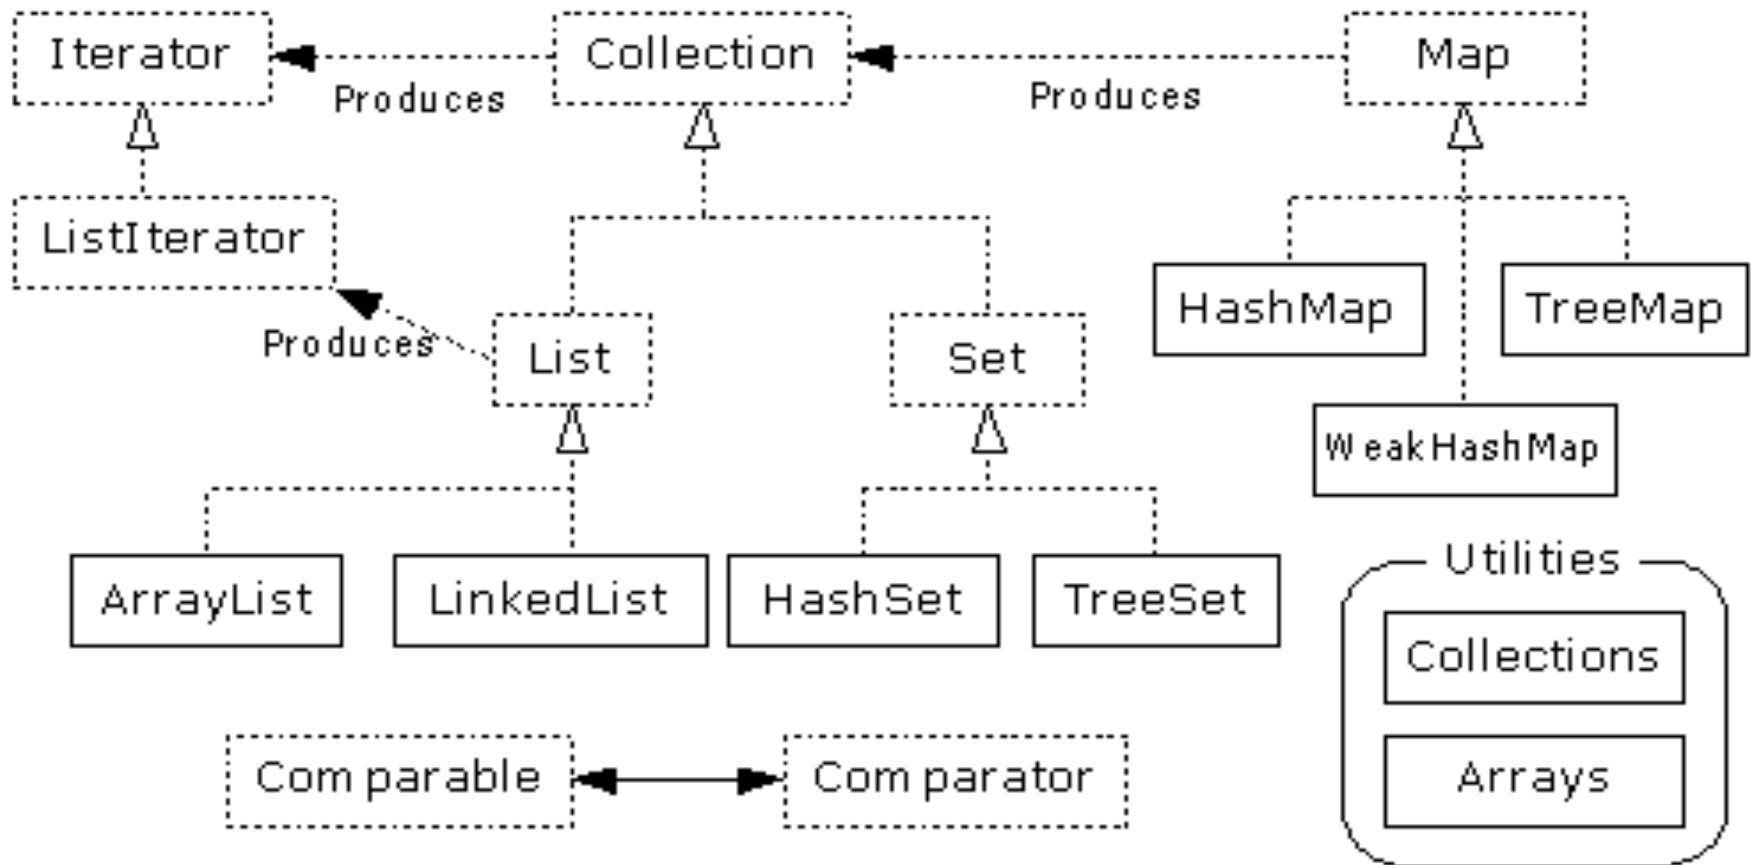 Iterator
Collection
Map
Produces
Produces
ListIterator
HashMap
TreeMap
Produces
List
Set
WeakHashMap
Utilities
ArrayList
LinkedList
HashSet
TreeSet
Collections
Comparable
Comparator
Arrays